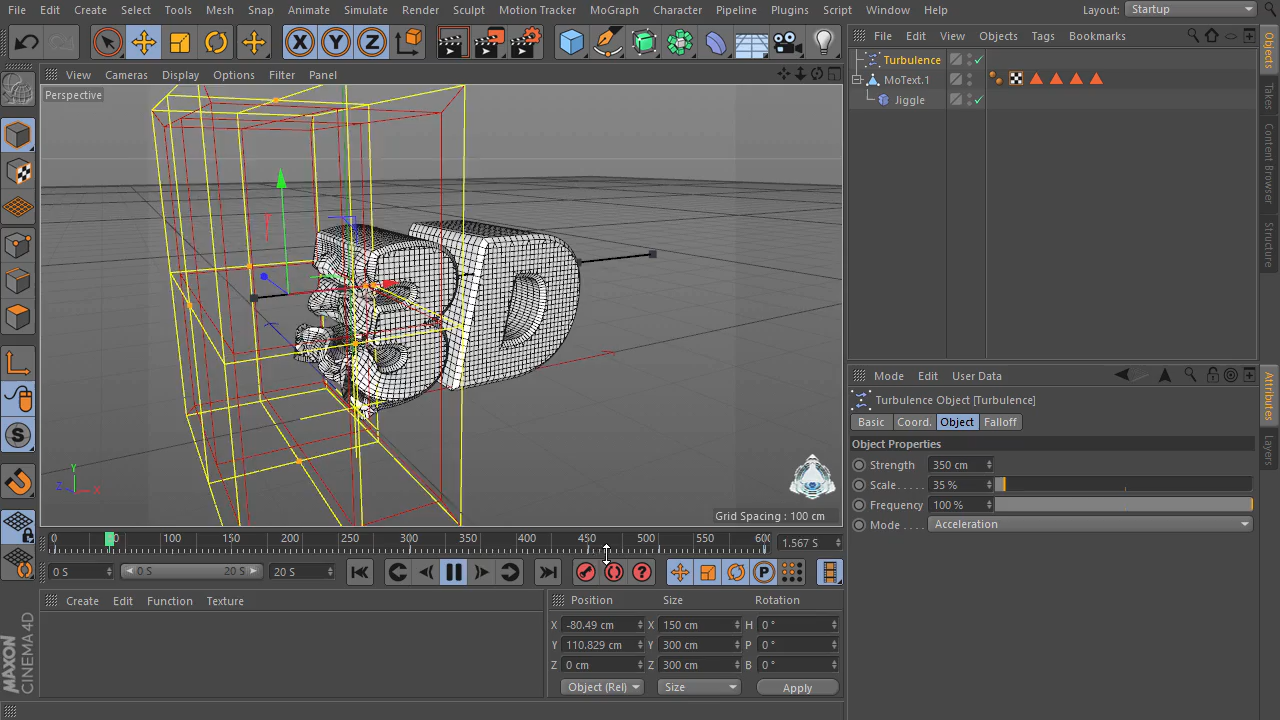 File Edit Create Select Tools Mesh Snap Animate Simulate Render Sculpt Motion Tracker MoGraph Character Pipeline Plugins Script Window Help Layout: Startup
X Y Z
View Cameras Display Options Filter Panel
Perspective
File Edit View Objects Tags Bookmarks
Turbulence
MoText.1
Jiggle
Objects
Takes
Content Browser
Structure
Mode Edit User Data
Turbulence Object [Turbulence]
Basic Coord. Object Falloff
Object Properties
Strength 350 cm
Scale . . . . . 35 %
Frequency 100 %
Mode . . . . Acceleration
Attributes
Layers
S
Y
Z X
Grid Spacing : 100 cm
0 100 150 200 250 300 350 400 450 500 550 1.567 S
0 S 0 S 20 S 20 S
?
P
Create Edit Function Texture
Position Size Rotation
X -80.49 cm X 150 cm H 0 °
Y 110.829 cm Y 300 cm P 0 °
Z 0 cm Z 300 cm B 0 °
Object (Rel) Size Apply
MAXON
CINEMA 4D